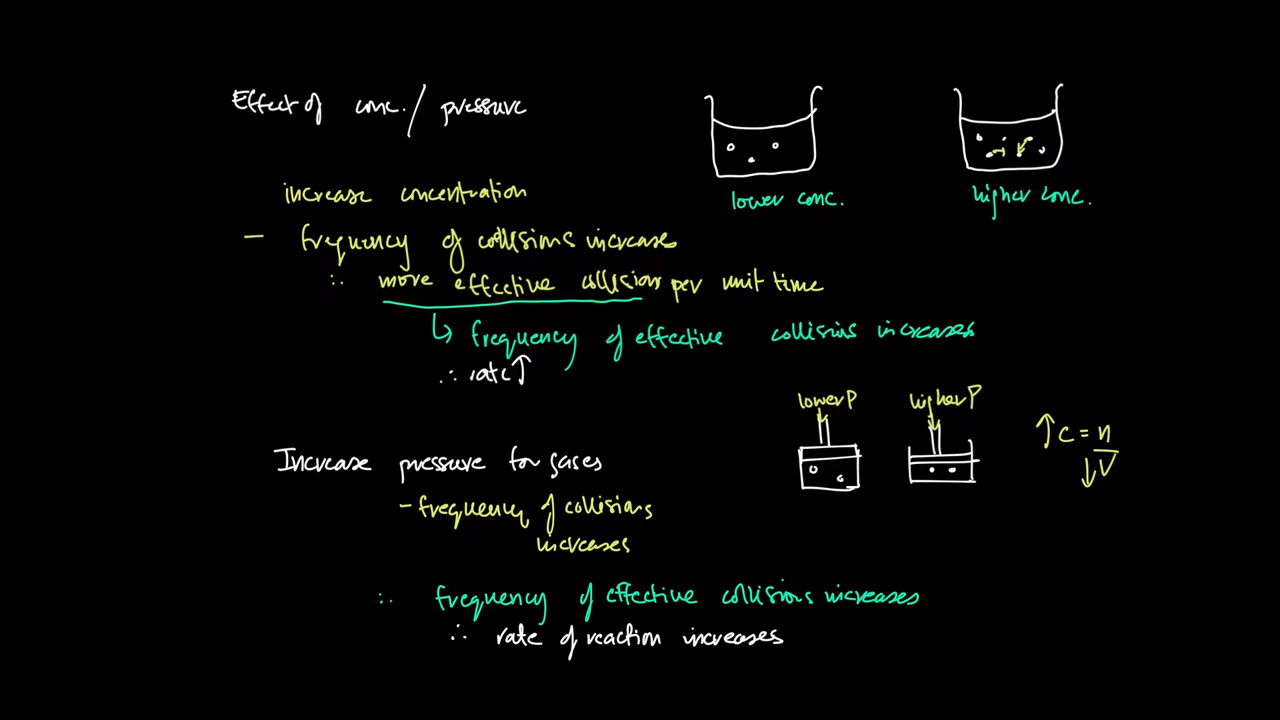 Effect of conc. / pressure
lower conc.
higher conc.
increase concentration
— frequency of collisions increases
∴ more effective collisions per unit time
↳ frequency of effective collisions increases
∴ rate ↑
lower P
higher P
↑ c = n
↓ V
Increase pressure for gases
- frequency of collisions
increases
∴ frequency of effective collisions increases
∴ rate of reaction increases